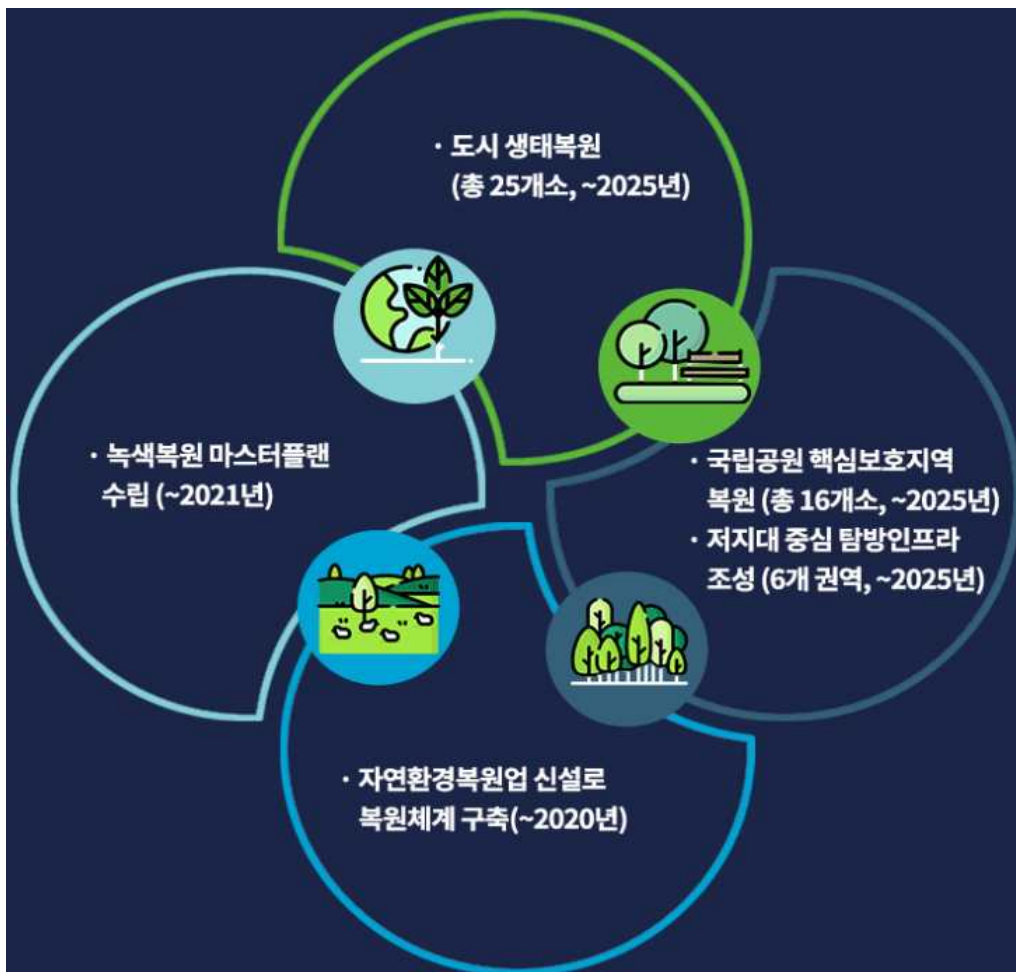 · 도시 생태복원
(총 25개소, ~2025년)
· 녹색복원 마스터플랜
수립 (~2021년)
· 국립공원 핵심보호지역
복원 (총 16개소, ~2025년)
· 저지대 중심 탐방인프라
조성 (6개 권역, ~2025년)
· 자연환경복원업 신설로
복원체계 구축(~2020년)